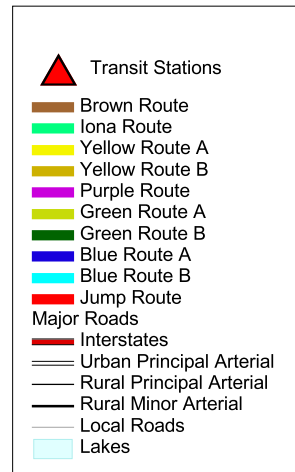 Transit Stations
Brown Route
Iona Route
Yellow Route A
Yellow Route B
Purple Route
Green Route A
Green Route B
Blue Route A
Blue Route B
Jump Route
Major Roads
Interstates
Urban Principal Arterial
Rural Principal Arterial
Rural Minor Arterial
Local Roads
Lakes